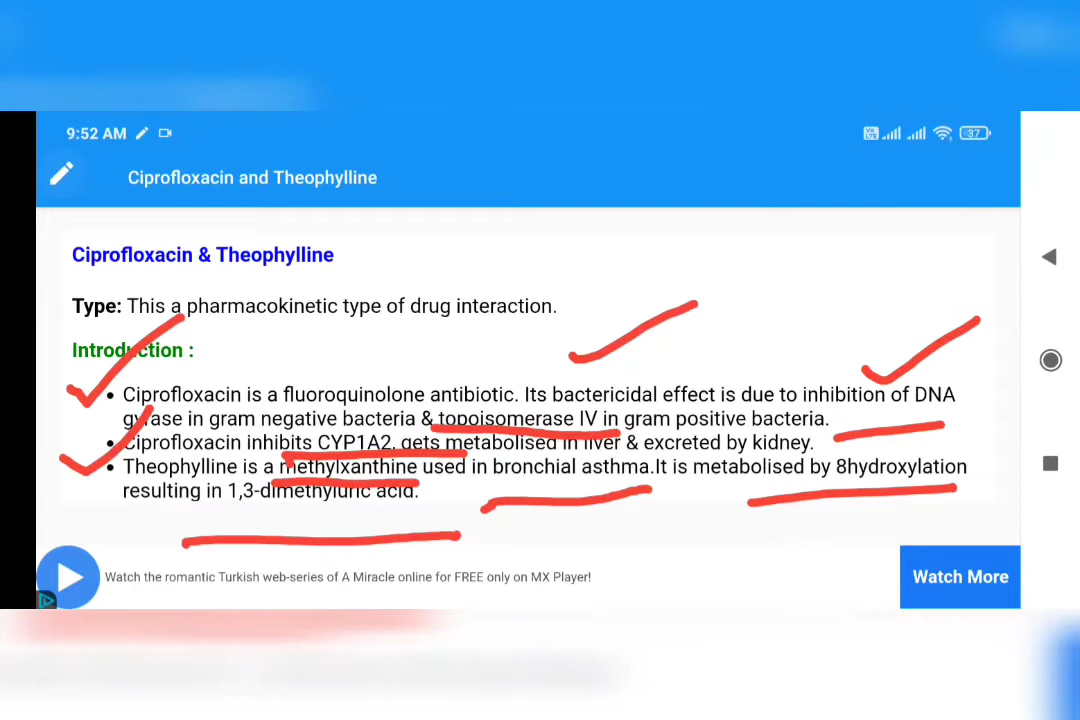 9:52 AM
37
Ciprofloxacin and Theophylline
Ciprofloxacin & Theophylline
Type: This a pharmacokinetic type of drug interaction.
Introduction :
• Ciprofloxacin is a fluoroquinolone antibiotic. Its bactericidal effect is due to inhibition of DNA
gyrase in gram negative bacteria & topoisomerase IV in gram positive bacteria.
• Ciprofloxacin inhibits CYP1A2, gets metabolised in liver & excreted by kidney.
• Theophylline is a methylxanthine used in bronchial asthma.It is metabolised by 8hydroxylation
resulting in 1,3-dimethyluric acid.
Watch the romantic Turkish web-series of A Miracle online for FREE only on MX Player!
Watch More